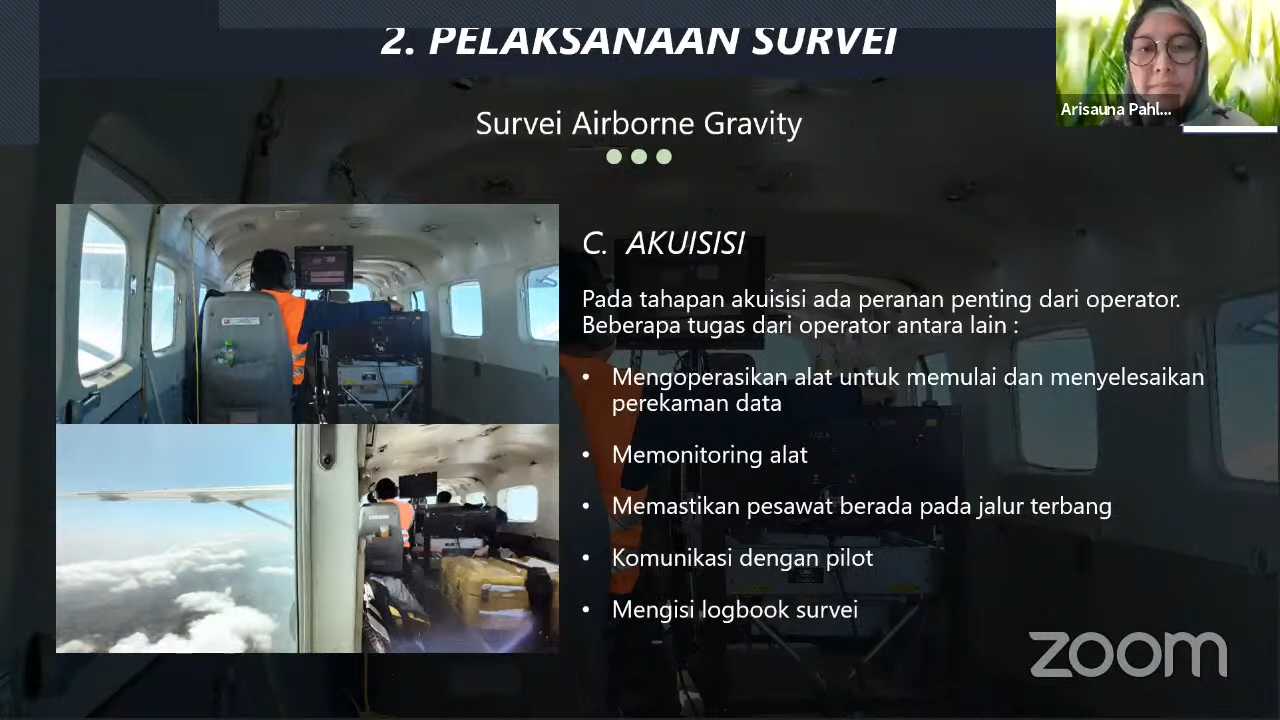 2. PELAKSANAAN SURVEI
Arisauna Pahl...
Survei Airborne Gravity
C. AKUISISI
Pada tahapan akuisisi ada peranan penting dari operator.
Beberapa tugas dari operator antara lain :
• Mengoperasikan alat untuk memulai dan menyelesaikan
perekaman data
• Memonitoring alat
• Memastikan pesawat berada pada jalur terbang
• Komunikasi dengan pilot
• Mengisi logbook survei
zoom